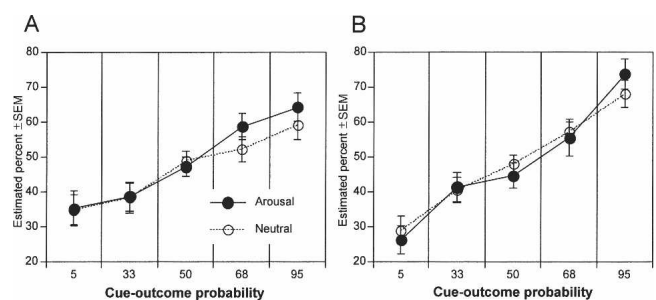 A
B
Estimated percent ± SEM
80
70
60
50
40
30
20
Arousal
Neutral
5 33 50 68 95
Cue-outcome probability
Estimated percent ± SEM
80
70
60
50
40
30
20
5 33 50 68 95
Cue-outcome probability